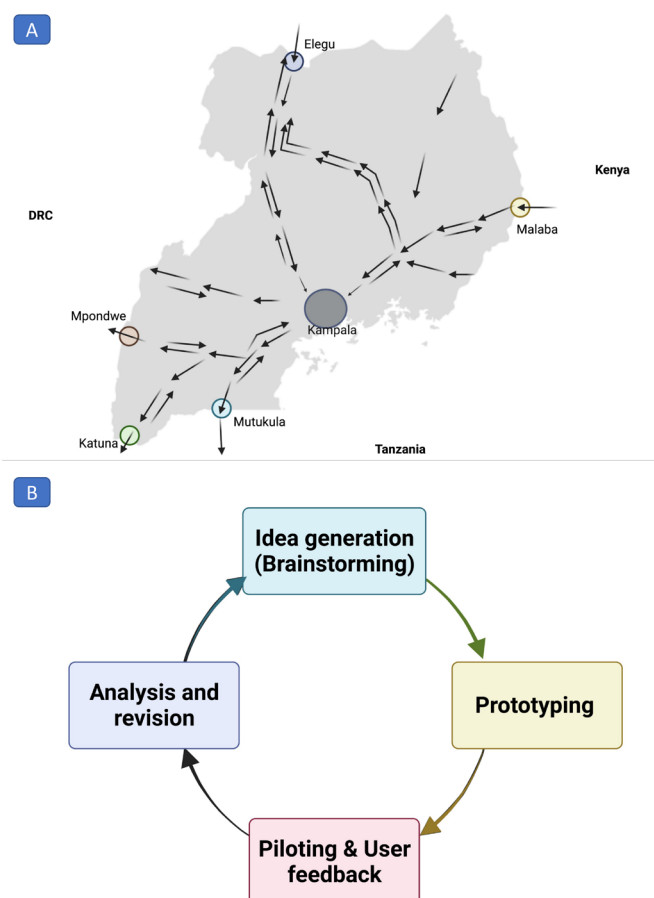 A
Elegu
Kenya
DRC
Malaba
Mpondwe
Kampala
Mutukula
Katuna
Tanzania
B
Idea generation
(Brainstorming)
Analysis and
revision
Prototyping
Piloting & User
feedback